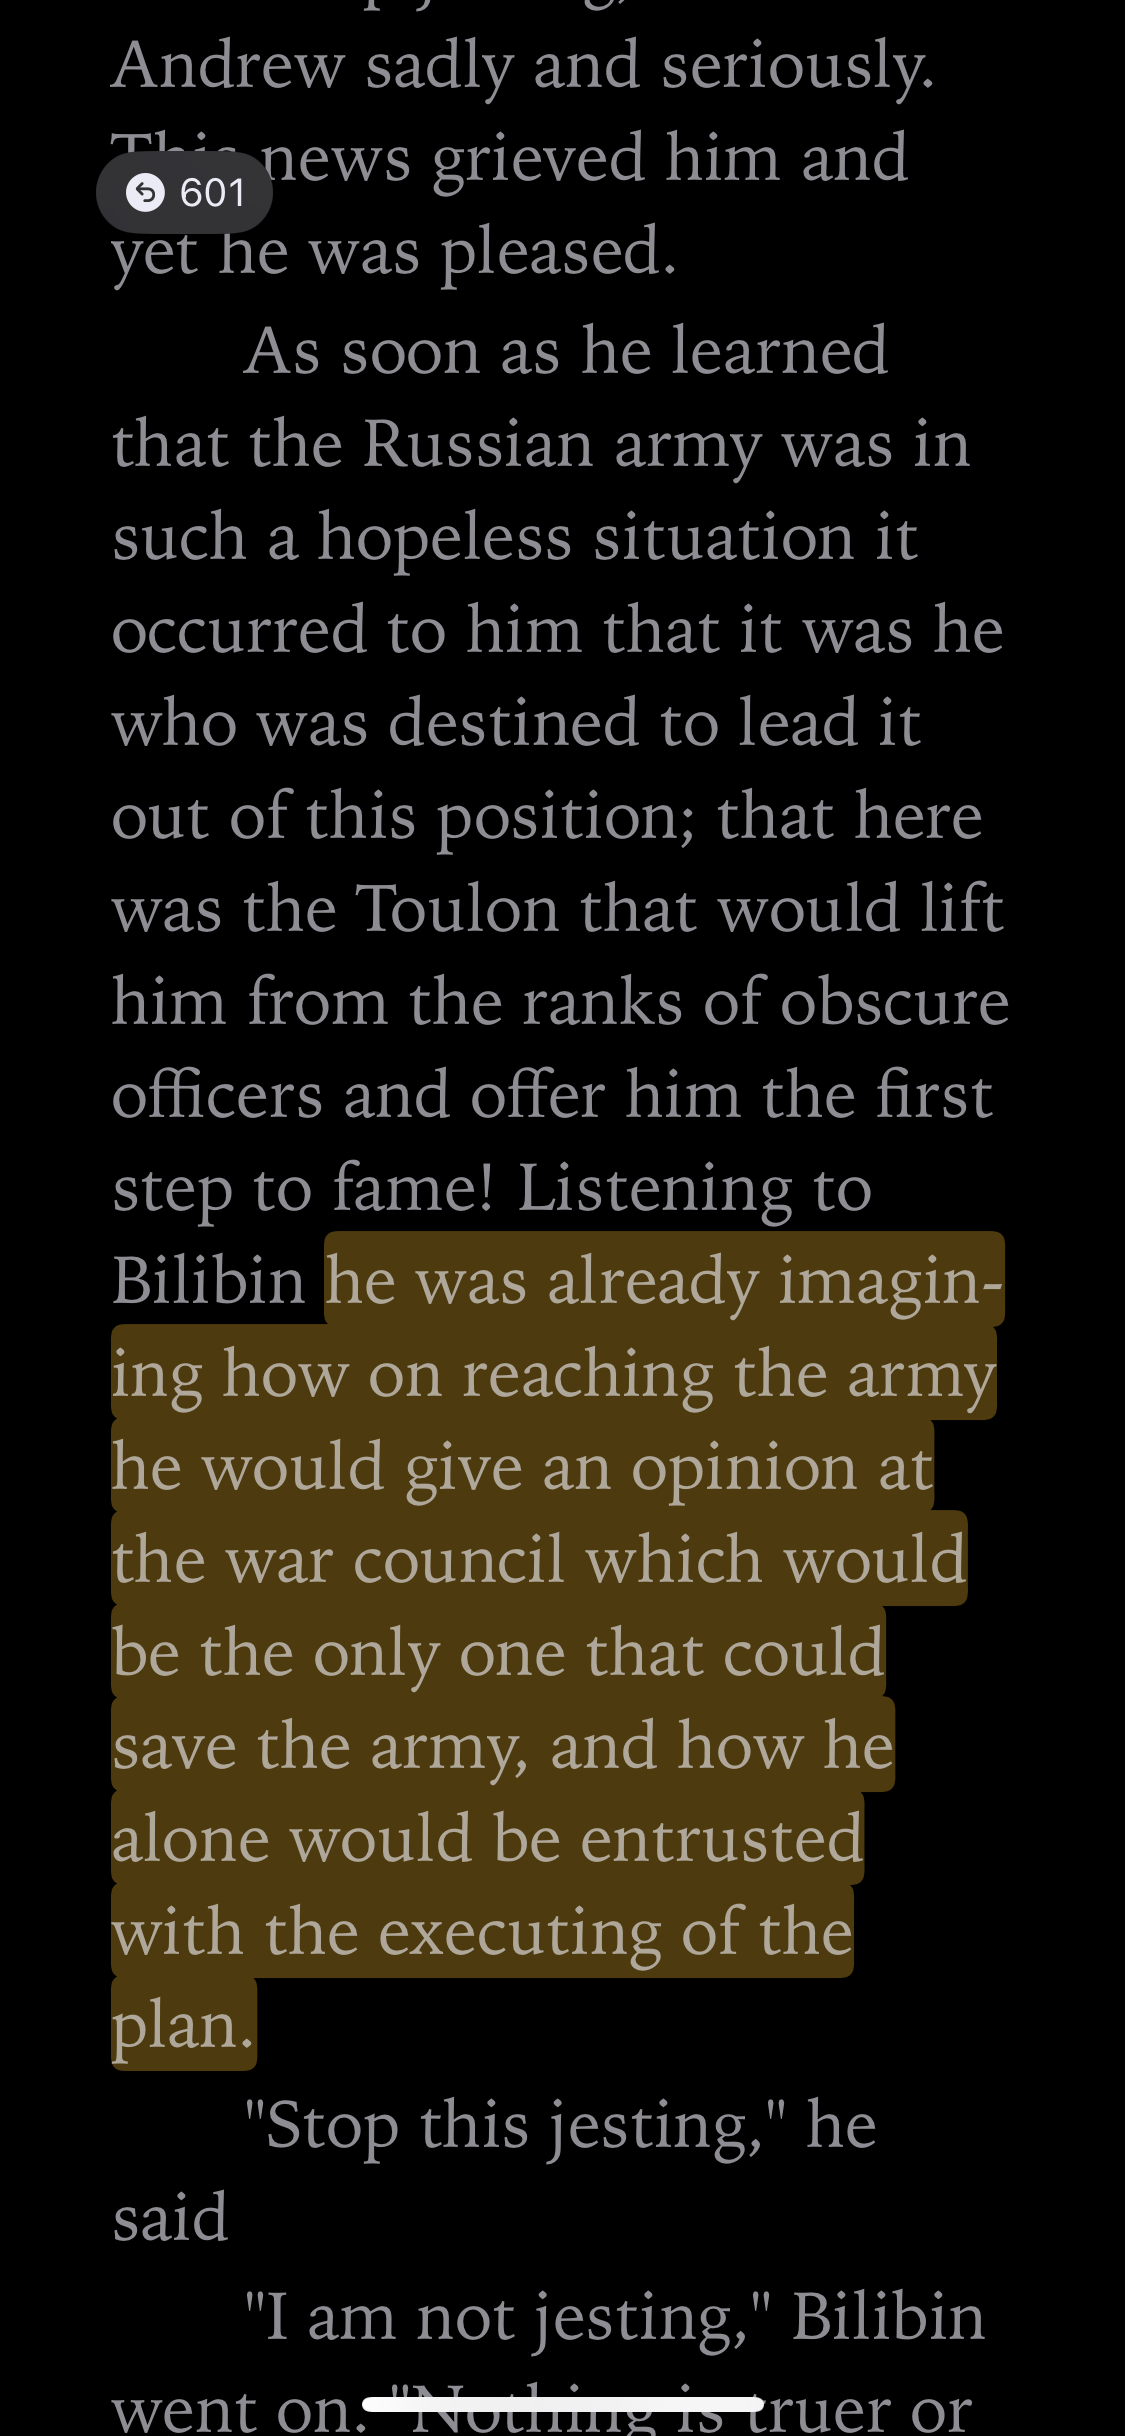 Andrew sadly and seriously.
This news grieved him and
601
yet he was pleased.
As soon as he learned
that the Russian army was in
such a hopeless situation it
occurred to him that it was he
who was destined to lead it
out of this position; that here
was the Toulon that would lift
him from the ranks of obscure
officers and offer him the first
step to fame! Listening to
Bilibin he was already imagin-
ing how on reaching the army
he would give an opinion at
the war council which would
be the only one that could
save the army, and how he
alone would be entrusted
with the executing of the
plan.
"Stop this jesting," he
said
"I am not jesting," Bilibin
went on. "Nothing is truer or